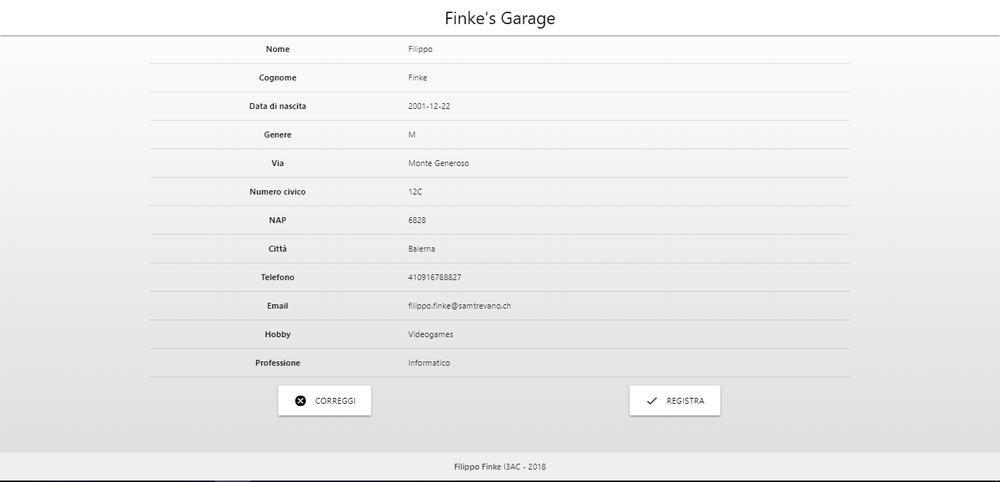 Finke's Garage
Nome Filippo
Cognome Finke
Data di nascita 2001-12-22
Genere M
Via Monte Generoso
Numero civico 12C
NAP 6828
Città Balerna
Telefono 410916788827
Email filippo.finke@samtrevano.ch
Hobby Videogames
Professione Informatico
CORREGGI REGISTRA
Filippo Finke I3AC - 2018